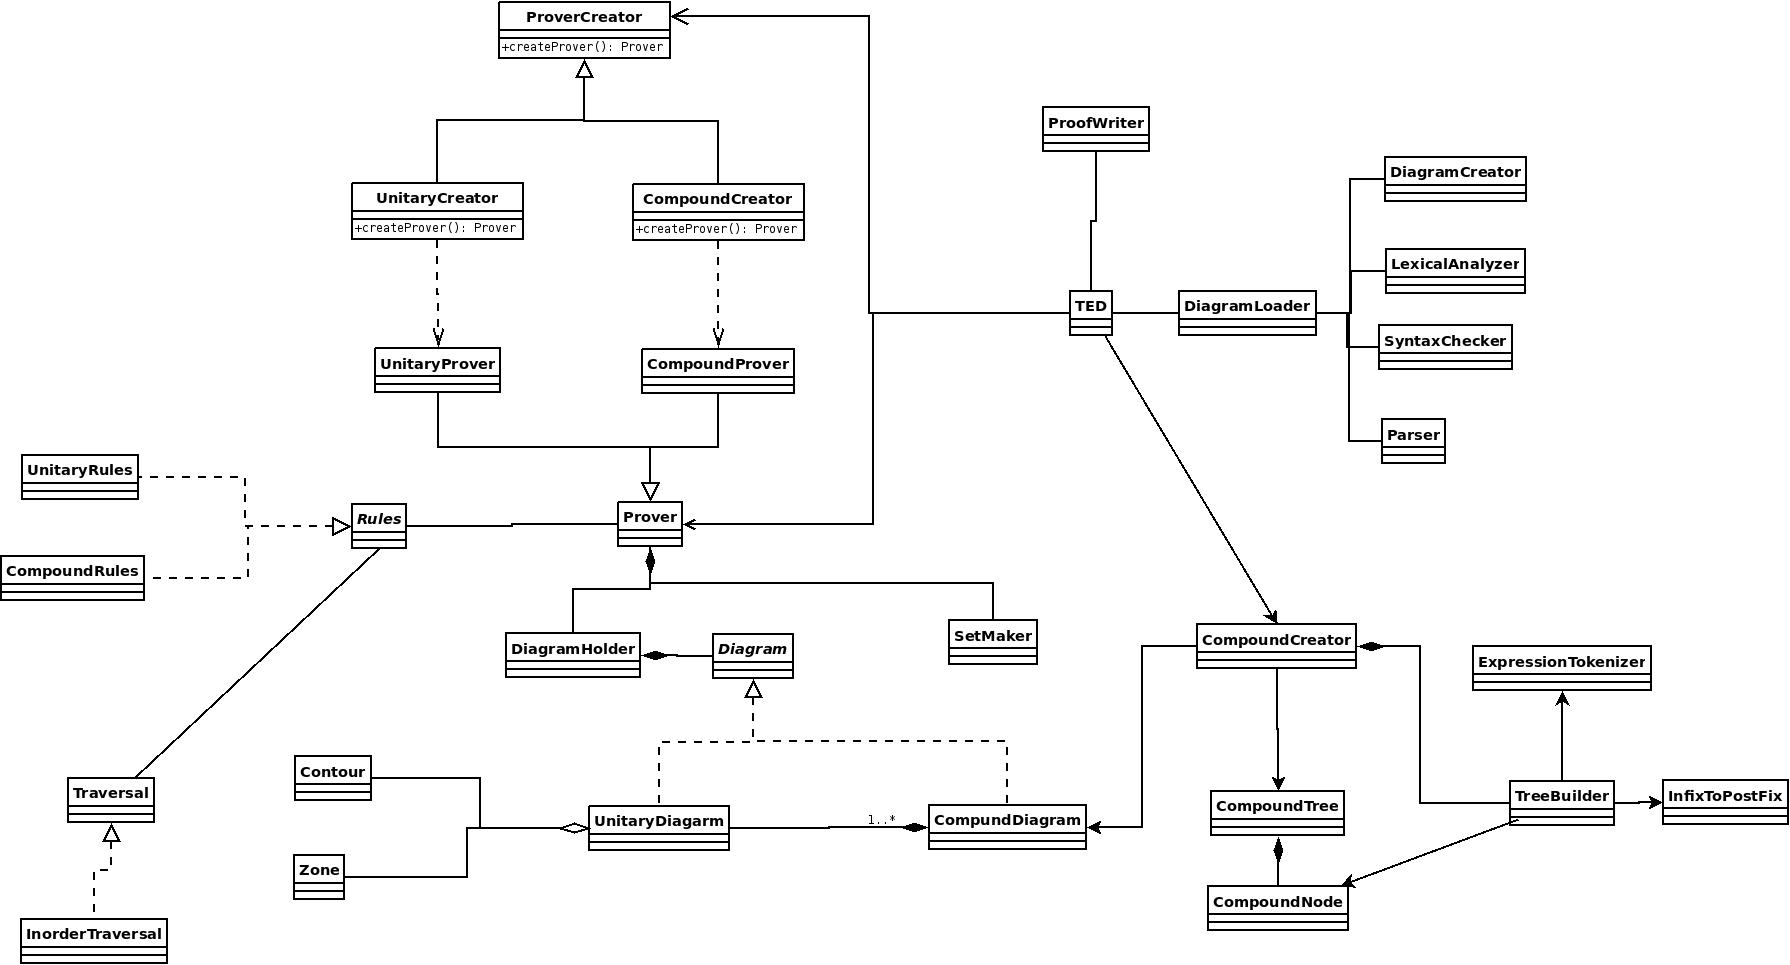 ProverCreator
+createProver(): Prover
ProofWriter
DiagramCreator
UnitaryCreator
+createProver(): Prover
CompoundCreator
+createProver(): Prover
LexicalAnalyzer
TED
DiagramLoader
SyntaxChecker
UnitaryProver
CompoundProver
Parser
UnitaryRules
Rules
Prover
CompoundRules
DiagramHolder
Diagram
SetMaker
CompoundCreator
ExpressionTokenizer
Contour
Traversal
UnitaryDiagarm
1..*
CompundDiagram
CompoundTree
TreeBuilder
InfixToPostFix
Zone
CompoundNode
InorderTraversal